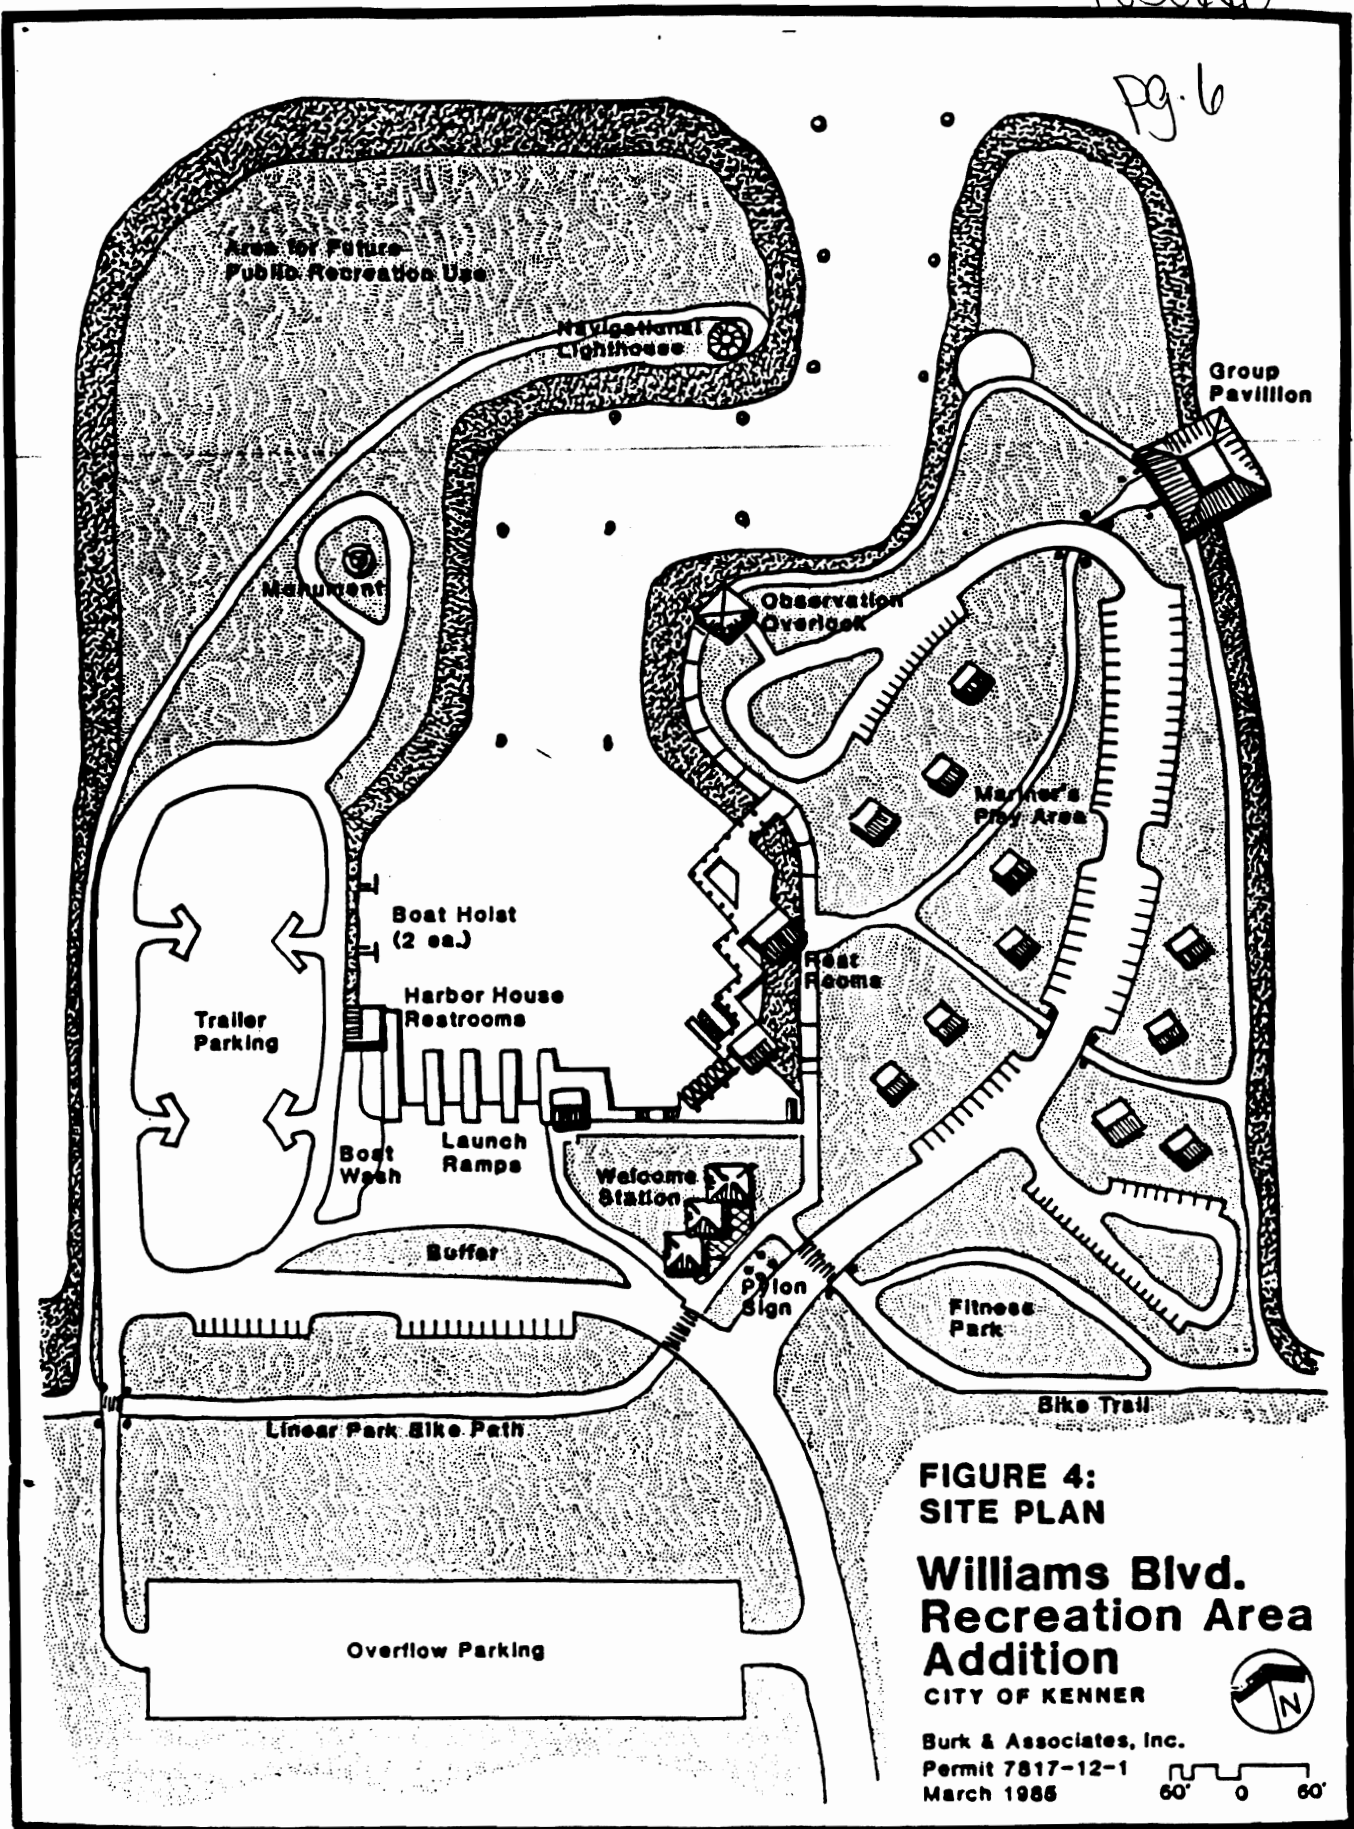 pg. 6
Area for Future
Public Recreation Use
Navigational
Lighthouse
Group
Pavillion
Monument
Observation
Overlook
Mariner's
Play Area
Boat Hoist
(2 ea.)
Rest
Rooms
Harbor House
Restrooms
Trailer
Parking
Launch
Ramps
Boat
Wash
Welcome
Station
Buffer
Pylon
Sign
Fitness
Park
Bike Trail
Linear Park Bike Path
FIGURE 4:
SITE PLAN
Williams Blvd.
Recreation Area
Addition
CITY OF KENNER
N
Overflow Parking
Burk & Associates, Inc.
Permit 7817-12-1
March 1985
60' 0 60'